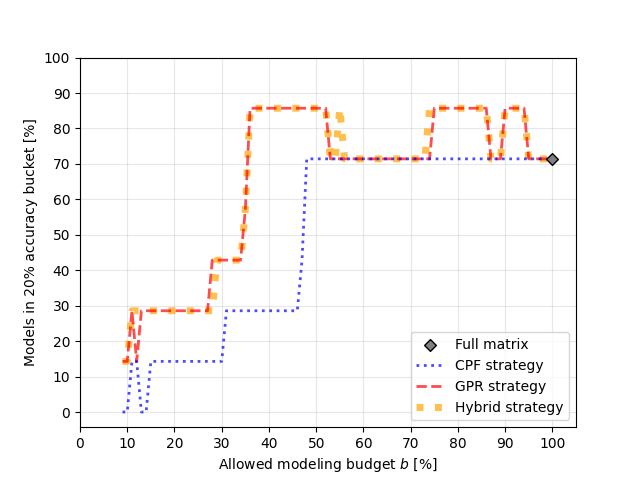 100
90
80
70
60
50
40
30
20
10
0
Models in 20% accuracy bucket [%]
0 10 20 30 40 50 60 70 80 90 100
Allowed modeling budget b [%]
Full matrix
CPF strategy
GPR strategy
Hybrid strategy